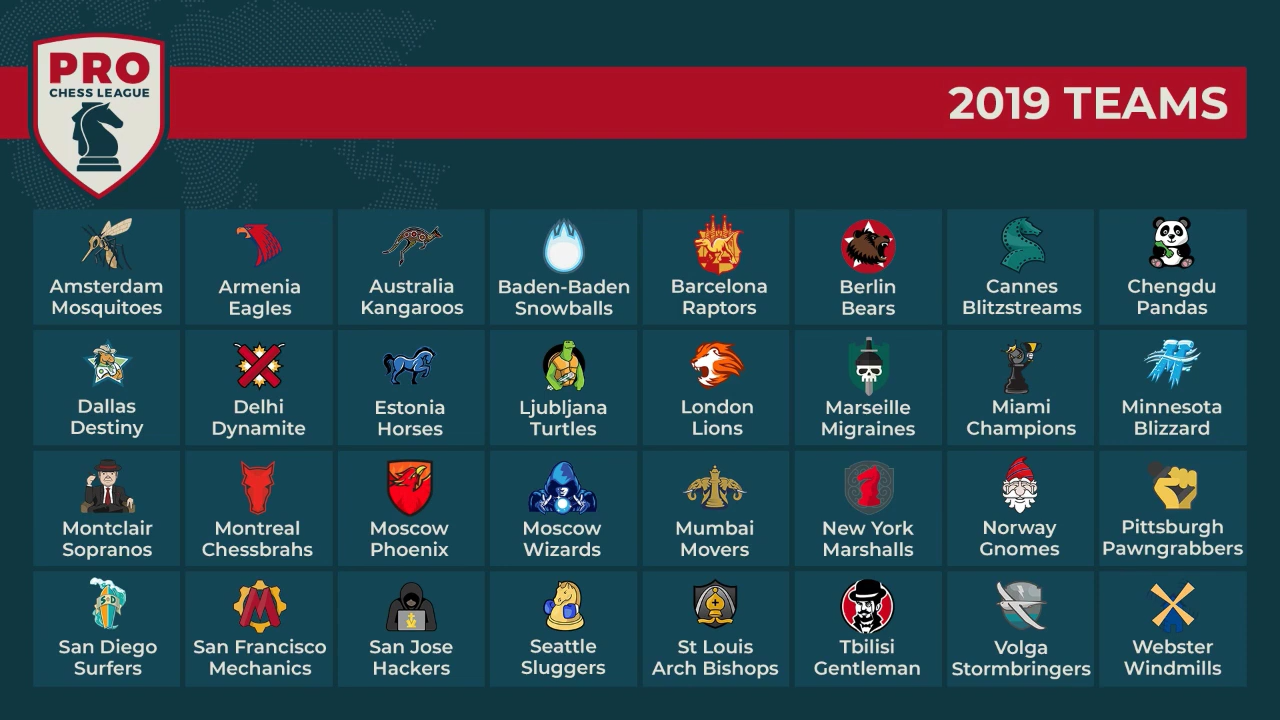 PRO
CHESS LEAGUE
2019 TEAMS
Amsterdam
Mosquitoes
Armenia
Eagles
Australia
Kangaroos
Baden-Baden
Snowballs
Barcelona
Raptors
Berlin
Bears
Cannes
Blitzstreams
Chengdu
Pandas
Dallas
Destiny
Delhi
Dynamite
Estonia
Horses
Ljubljana
Turtles
London
Lions
Marseille
Migraines
Miami
Champions
Minnesota
Blizzard
Montclair
Sopranos
Montreal
Chessbrahs
Moscow
Phoenix
Moscow
Wizards
Mumbai
Movers
New York
Marshalls
Norway
Gnomes
Pittsburgh
Pawngrabbers
San Diego
Surfers
San Francisco
Mechanics
San Jose
Hackers
Seattle
Sluggers
St Louis
Arch Bishops
Tbilisi
Gentleman
Volga
Stormbringers
Webster
Windmills